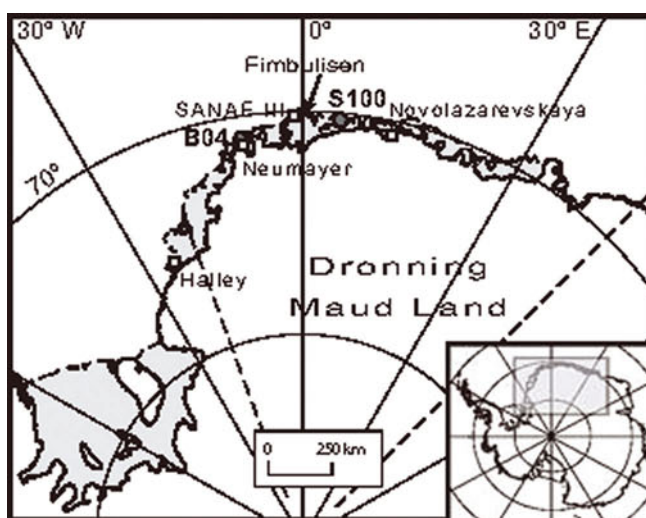 30° W
0°
30° E
Fimbulisen
S100
SANAE III
Novolazarevskaya
B04
Neumayer
70°
Halley
Dronning
Maud Land
0 250 km